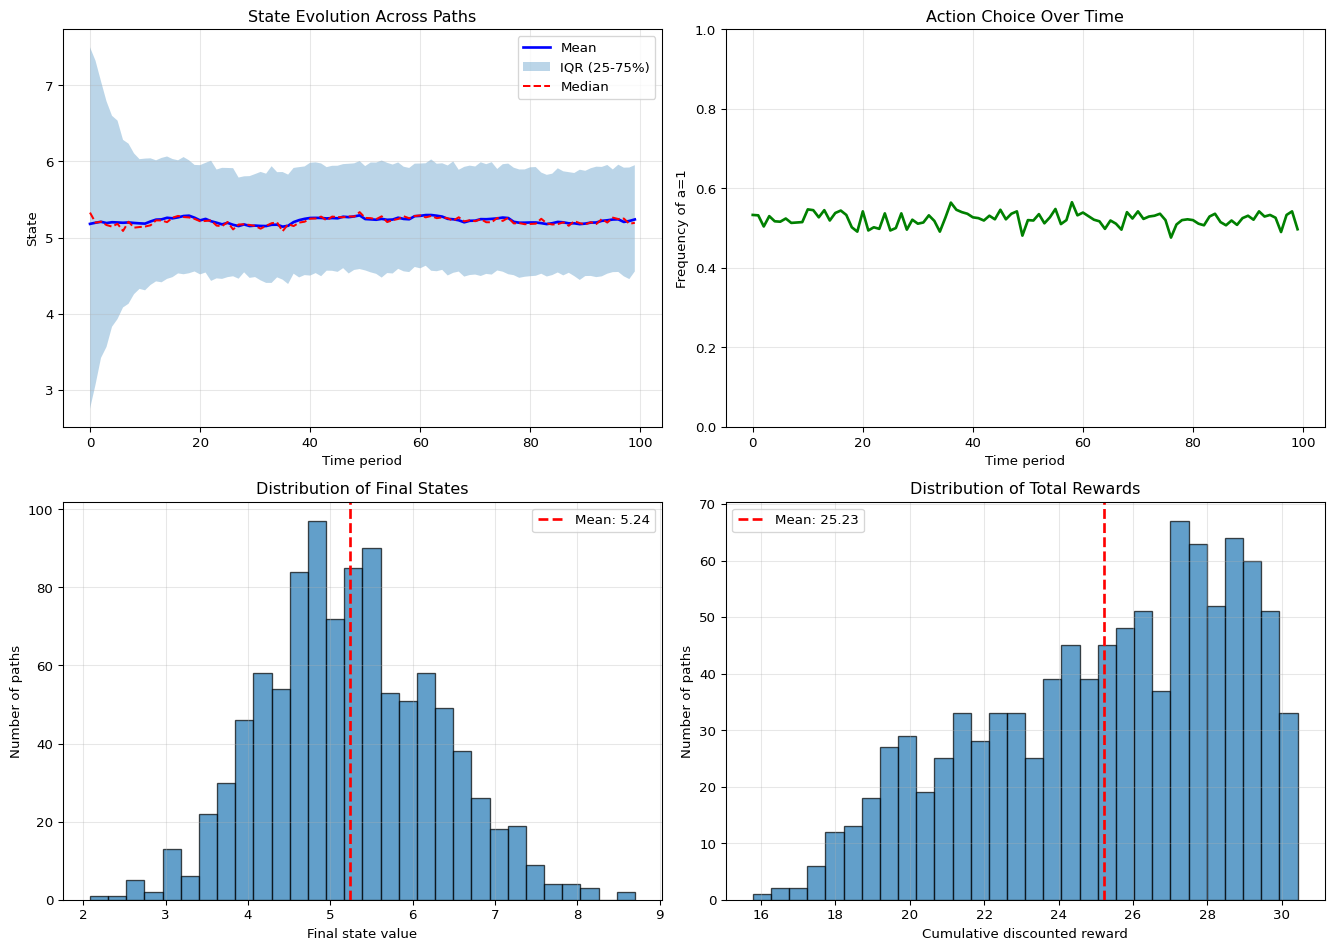 State Evolution Across Paths
Mean
IQR (25-75%)
Median
7
6
5
4
3
State
0 20 40 60 80 100
Time period
Action Choice Over Time
1.0
0.8
0.6
0.4
0.2
0.0
Frequency of a=1
0 20 40 60 80 100
Time period
Distribution of Final States
Mean: 5.24
100
80
60
40
20
0
Number of paths
2 3 4 5 6 7 8 9
Final state value
Distribution of Total Rewards
Mean: 25.23
70
60
50
40
30
20
10
0
Number of paths
16 18 20 22 24 26 28 30
Cumulative discounted reward